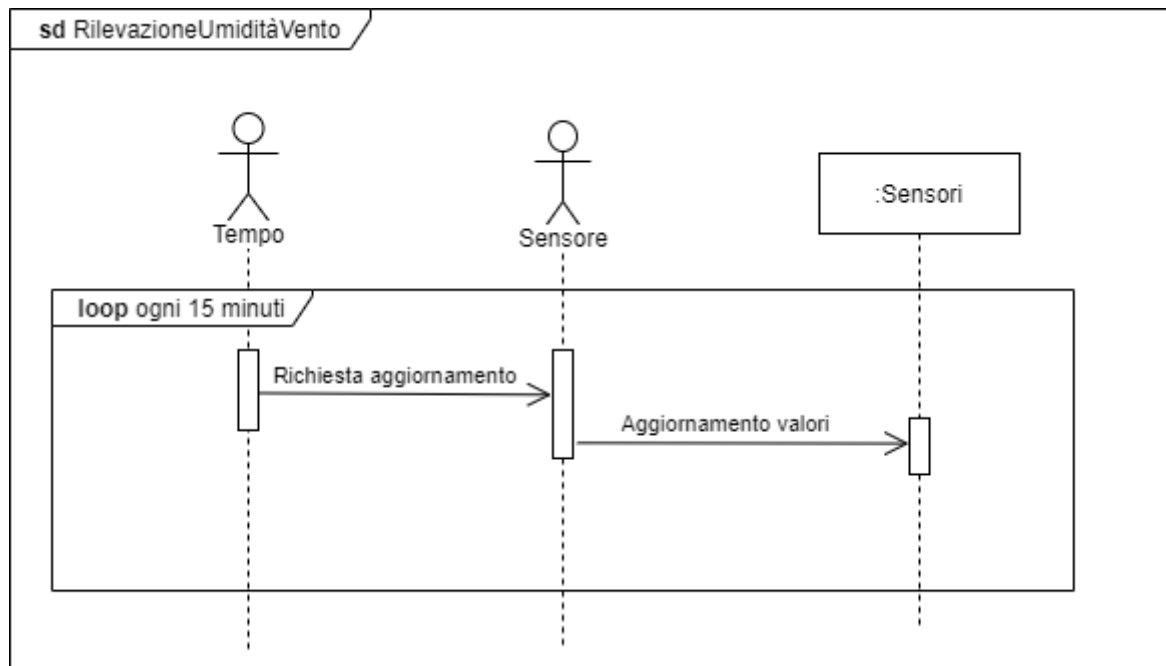 sd RilevazioneUmiditàVento
Tempo
Sensore
:Sensori
loop ogni 15 minuti
Richiesta aggiornamento
Aggiornamento valori